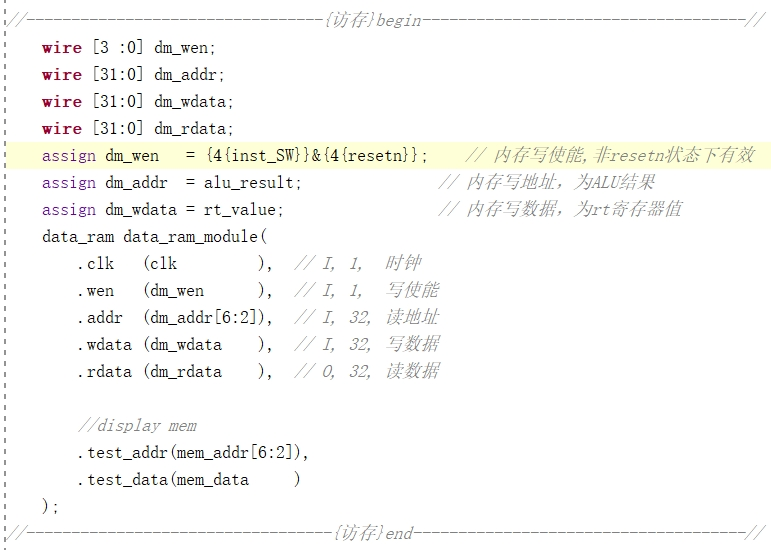 //---------------------------------{访存}begin------------------------------------//
wire [3 :0] dm_wen;
wire [31:0] dm_addr;
wire [31:0] dm_wdata;
wire [31:0] dm_rdata;
assign dm_wen   = {4{inst_SW}}&{4{resetn}};    // 内存写使能,非resetn状态下有效
assign dm_addr  = alu_result;                // 内存写地址，为ALU结果
assign dm_wdata = rt_value;                  // 内存写数据，为rt寄存器值
data_ram data_ram_module(
    .clk   (clk         ),  // I, 1,  时钟
    .wen   (dm_wen      ),  // I, 1,  写使能
    .addr  (dm_addr[6:2]),  // I, 32, 读地址
    .wdata (dm_wdata    ),  // I, 32, 写数据
    .rdata (dm_rdata    ),  // O, 32, 读数据
    //display mem
    .test_addr(mem_addr[6:2]),
    .test_data(mem_data     )
);
//----------------------------------{访存}end-------------------------------------//